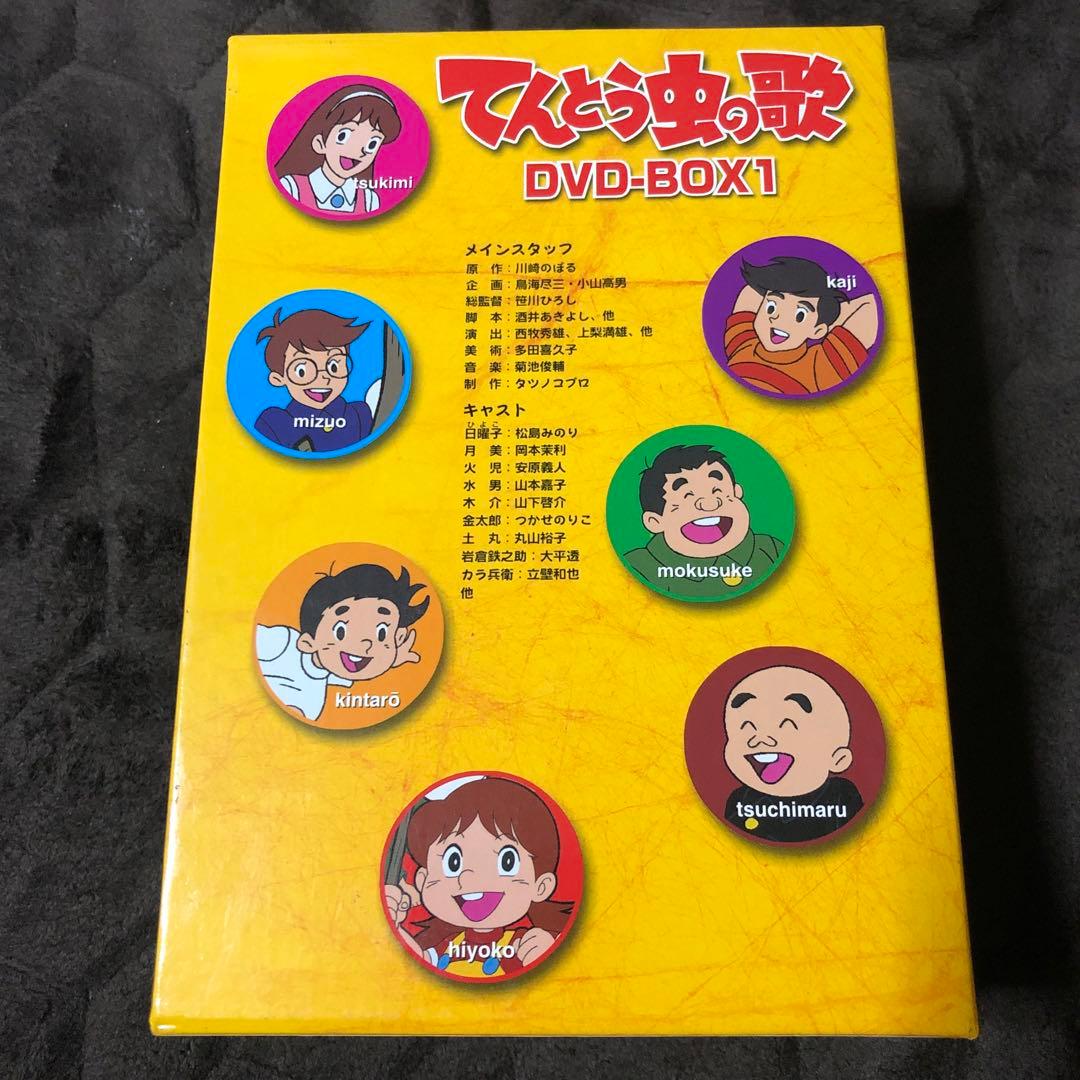 てんとう虫の歌
DVD-BOX1
tsukimi
メインスタッフ
原　作：川崎のぼる
企　画：鳥海尽三・小山高男
総監督：笹川ひろし
脚　本：酒井あきよし、他
演　出：西牧秀雄、上梨満雄、他
美　術：多田喜久子
音　楽：菊池俊輔
制　作：タツノコプロ
kaji
mizuo
キャスト
ひよこ
日曜子：松島みのり
月　美：岡本茉利
火　児：安原義人
水　男：山本嘉子
木　介：山下啓介
金太郎：つかせのりこ
土　丸：丸山裕子
岩倉鉄之助：大平透
カラ兵衛：立壁和也
他
mokusuke
kintarō
tsuchimaru
hiyoko